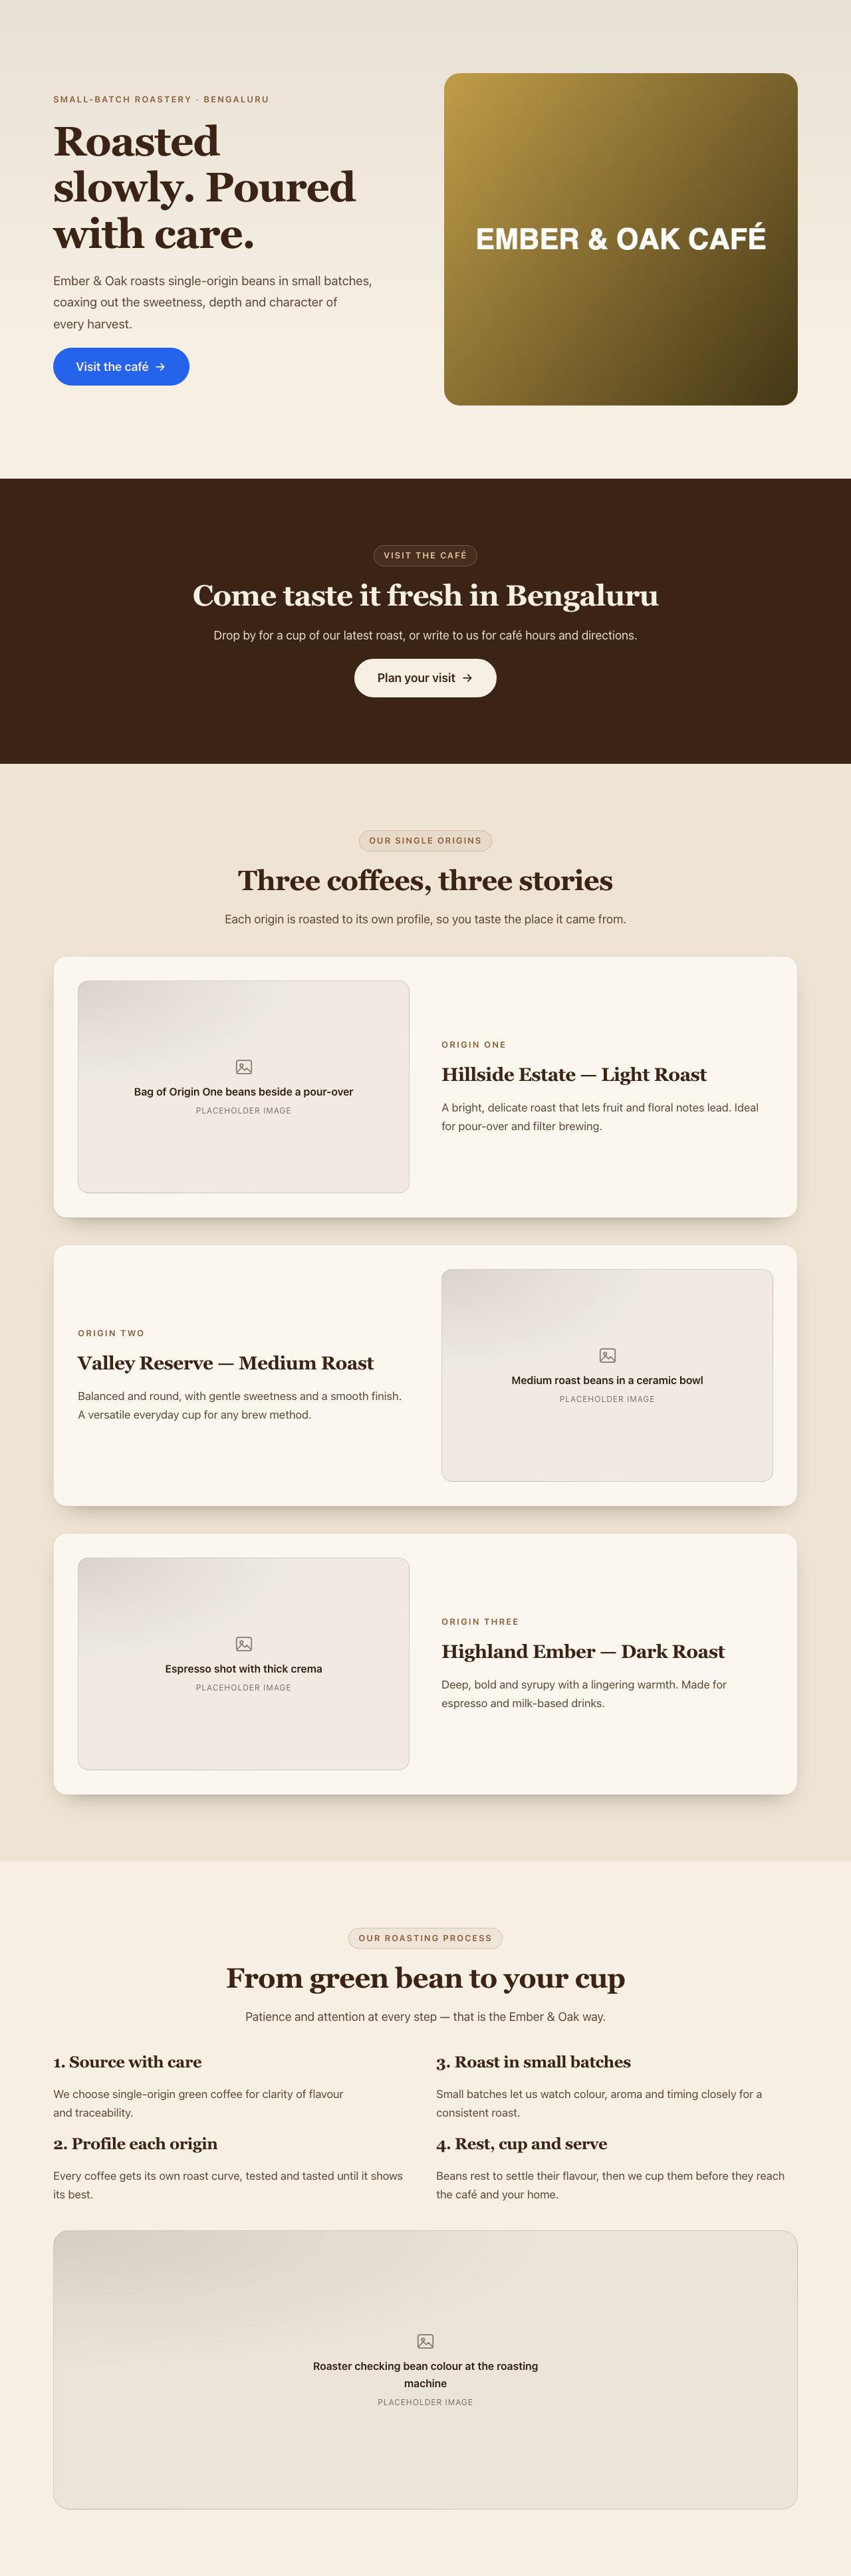 SMALL-BATCH ROASTERY · BENGALURU
Roasted
slowly. Poured
with care.
Ember & Oak roasts single-origin beans in small batches,
coaxing out the sweetness, depth and character of
every harvest.
Visit the café →
EMBER & OAK CAFÉ
VISIT THE CAFÉ
Come taste it fresh in Bengaluru
Drop by for a cup of our latest roast, or write to us for café hours and directions.
Plan your visit →
OUR SINGLE ORIGINS
Three coffees, three stories
Each origin is roasted to its own profile, so you taste the place it came from.
Bag of Origin One beans beside a pour-over
PLACEHOLDER IMAGE
ORIGIN ONE
Hillside Estate — Light Roast
A bright, delicate roast that lets fruit and floral notes lead. Ideal
for pour-over and filter brewing.
ORIGIN TWO
Valley Reserve — Medium Roast
Balanced and round, with gentle sweetness and a smooth finish.
A versatile everyday cup for any brew method.
Medium roast beans in a ceramic bowl
PLACEHOLDER IMAGE
Espresso shot with thick crema
PLACEHOLDER IMAGE
ORIGIN THREE
Highland Ember — Dark Roast
Deep, bold and syrupy with a lingering warmth. Made for
espresso and milk-based drinks.
OUR ROASTING PROCESS
From green bean to your cup
Patience and attention at every step — that is the Ember & Oak way.
1. Source with care
We choose single-origin green coffee for clarity of flavour
and traceability.
2. Profile each origin
Every coffee gets its own roast curve, tested and tasted until it shows
its best.
3. Roast in small batches
Small batches let us watch colour, aroma and timing closely for a
consistent roast.
4. Rest, cup and serve
Beans rest to settle their flavour, then we cup them before they reach
the café and your home.
Roaster checking bean colour at the roasting
machine
PLACEHOLDER IMAGE